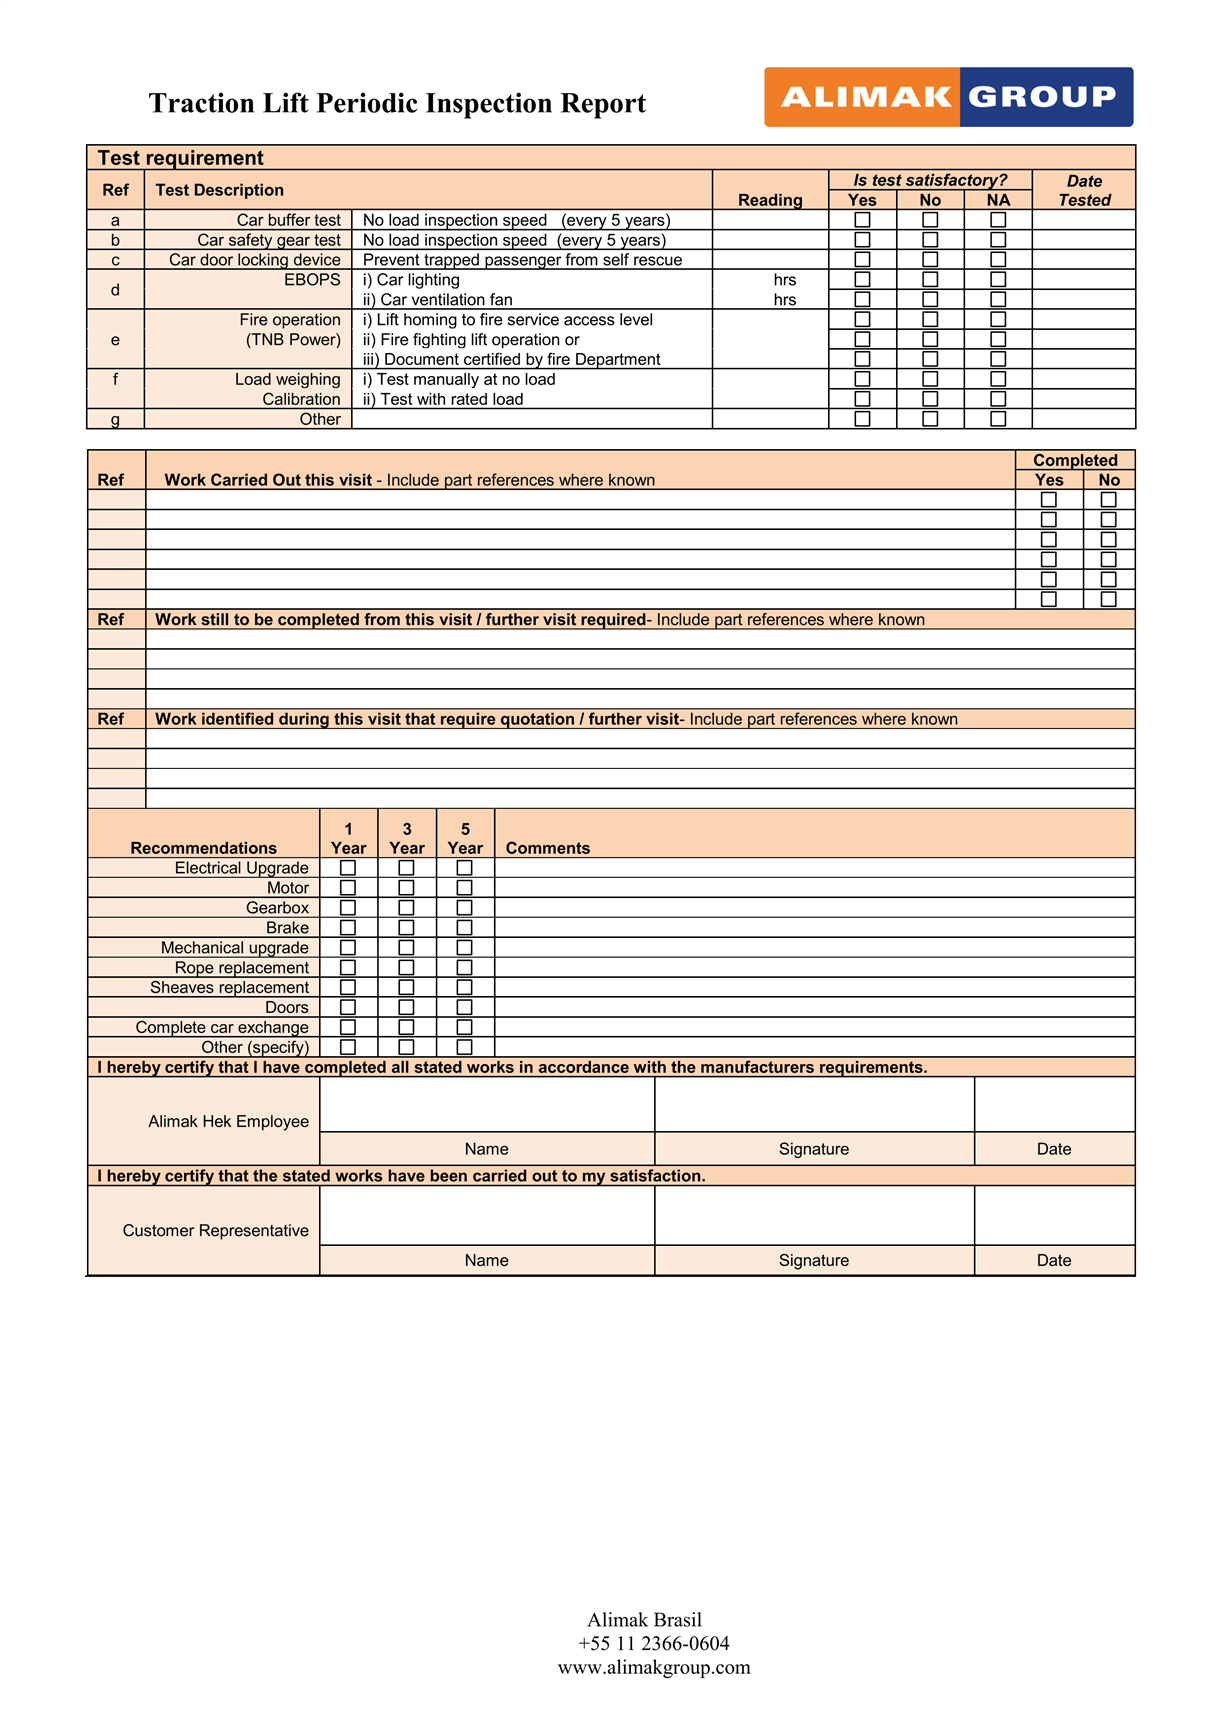 Traction Lift Periodic Inspection Report
ALIMAK GROUP
Test requirement
Ref Test Description Reading Is test satisfactory? Date Tested
Yes No NA
a Car buffer test No load inspection speed (every 5 years)
b Car safety gear test No load inspection speed (every 5 years)
c Car door locking device Prevent trapped passenger from self rescue
d EBOPS i) Car lighting hrs
ii) Car ventilation fan hrs
Fire operation i) Lift homing to fire service access level
e (TNB Power) ii) Fire fighting lift operation or
iii) Document certified by fire Department
f Load weighing i) Test manually at no load
Calibration ii) Test with rated load
g Other
Completed
Ref Work Carried Out this visit - Include part references where known Yes No
Ref Work still to be completed from this visit / further visit required- Include part references where known
Ref Work identified during this visit that require quotation / further visit- Include part references where known
1 3 5
Recommendations Year Year Year Comments
Electrical Upgrade
Motor
Gearbox
Brake
Mechanical upgrade
Rope replacement
Sheaves replacement
Doors
Complete car exchange
Other (specify)
I hereby certify that I have completed all stated works in accordance with the manufacturers requirements.
Alimak Hek Employee
Name Signature Date
I hereby certify that the stated works have been carried out to my satisfaction.
Customer Representative
Name Signature Date
Alimak Brasil
+55 11 2366-0604
www.alimakgroup.com